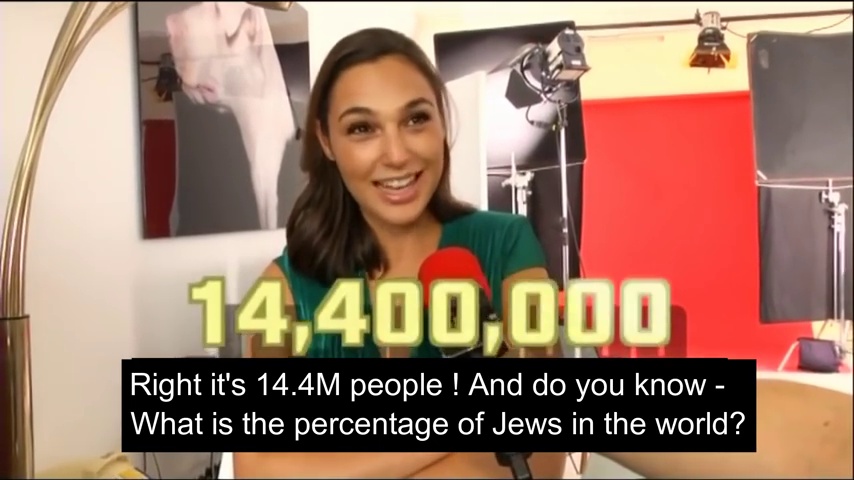 14,400,000
Right it's 14.4M people ! And do you know -
What is the percentage of Jews in the world?